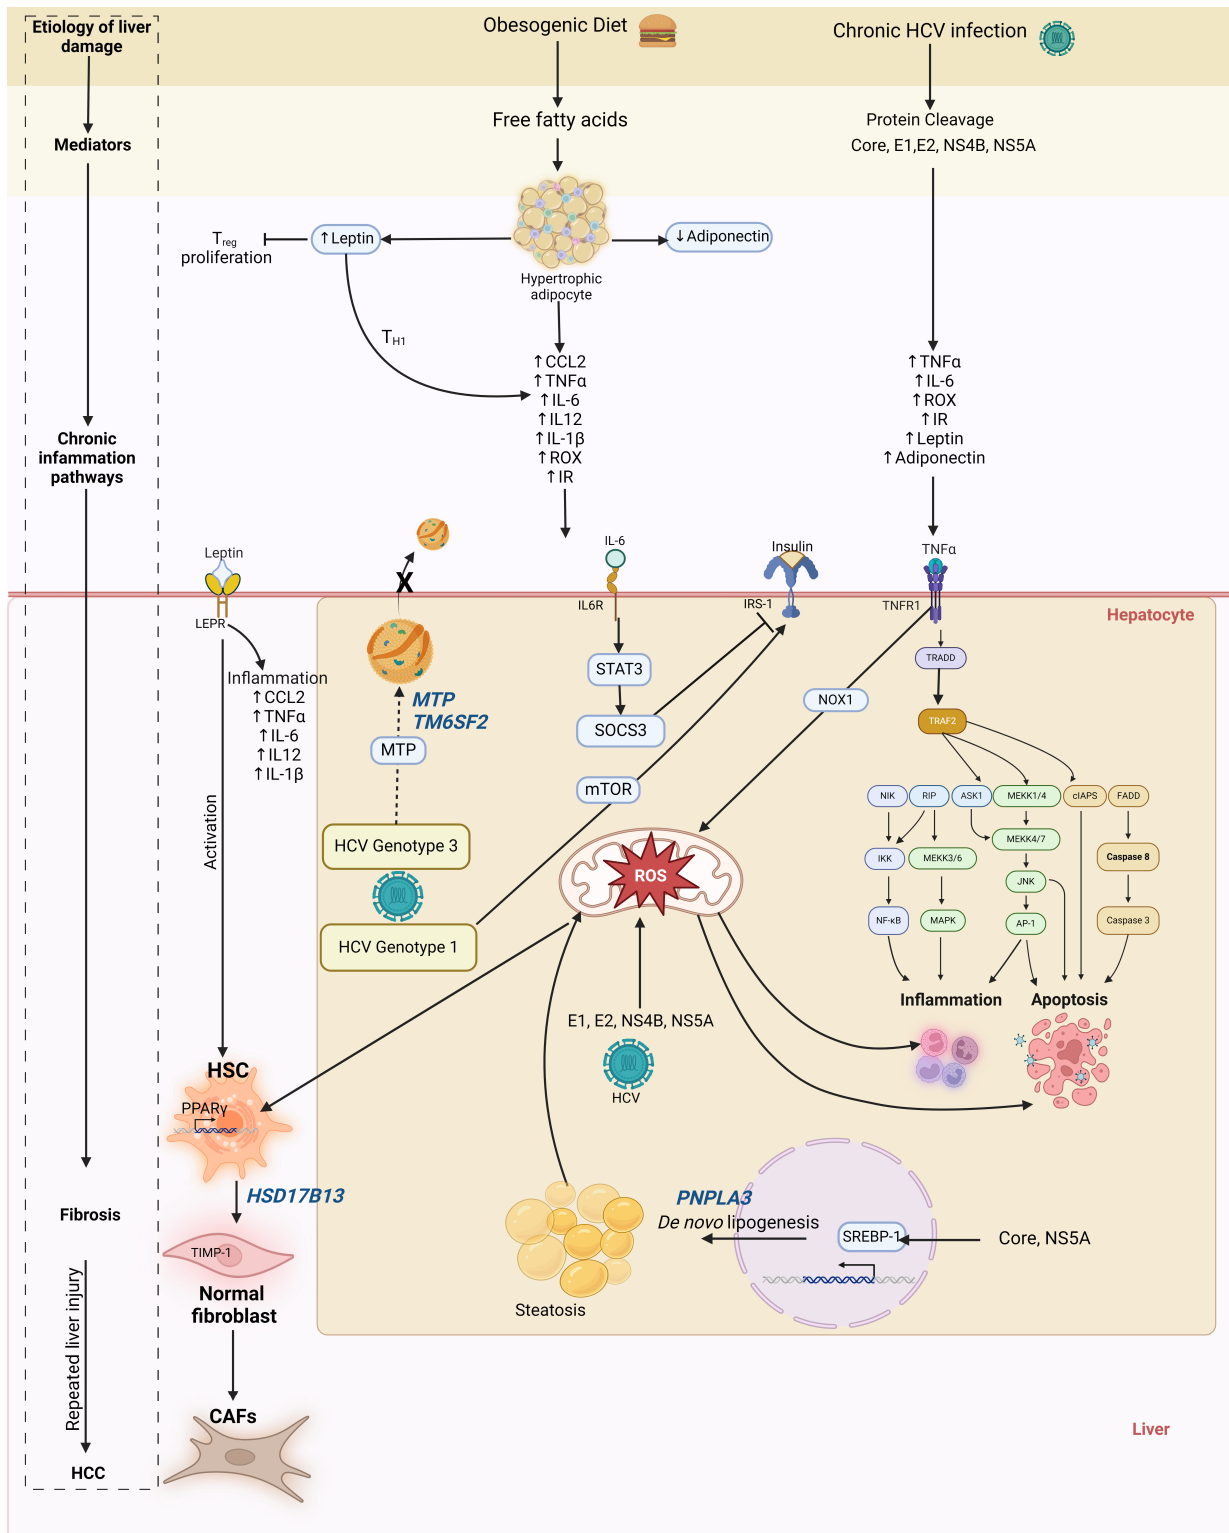 Etiology of liver
damage
Mediators
Chronic
infammation
pathways
Fibrosis
Repeated liver injury
HCC
Obesogenic Diet
Free fatty acids
Hypertrophic
adipocyte
↑Leptin
Treg
proliferation
↓Adiponectin
TH1
↑CCL2
↑TNFα
↑IL-6
↑IL12
↑IL-1β
↑ROX
↑IR
Chronic HCV infection
Protein Cleavage
Core, E1,E2, NS4B, NS5A
↑TNFα
↑IL-6
↑ROX
↑IR
↑Leptin
↑Adiponectin
Leptin
LEPR
Inflammation
↑CCL2
↑TNFα
↑IL-6
↑IL12
↑IL-1β
Activation
X
MTP
TM6SF2
MTP
HCV Genotype 3
HCV Genotype 1
IL-6
IL6R
STAT3
SOCS3
mTOR
Insulin
IRS-1
TNFα
TNFR1
Hepatocyte
NOX1
TRADD
TRAF2
NIK
RIP
ASK1
MEKK1/4
cIAPS
FADD
MEKK4/7
IKK
MEKK3/6
Caspase 8
JNK
NF-κB
MAPK
AP-1
Caspase 3
Inflammation
Apoptosis
ROS
E1, E2, NS4B, NS5A
HCV
HSC
PPARγ
HSD17B13
TIMP-1
Normal
fibroblast
CAFs
Steatosis
PNPLA3
De novo lipogenesis
SREBP-1
Core, NS5A
Liver